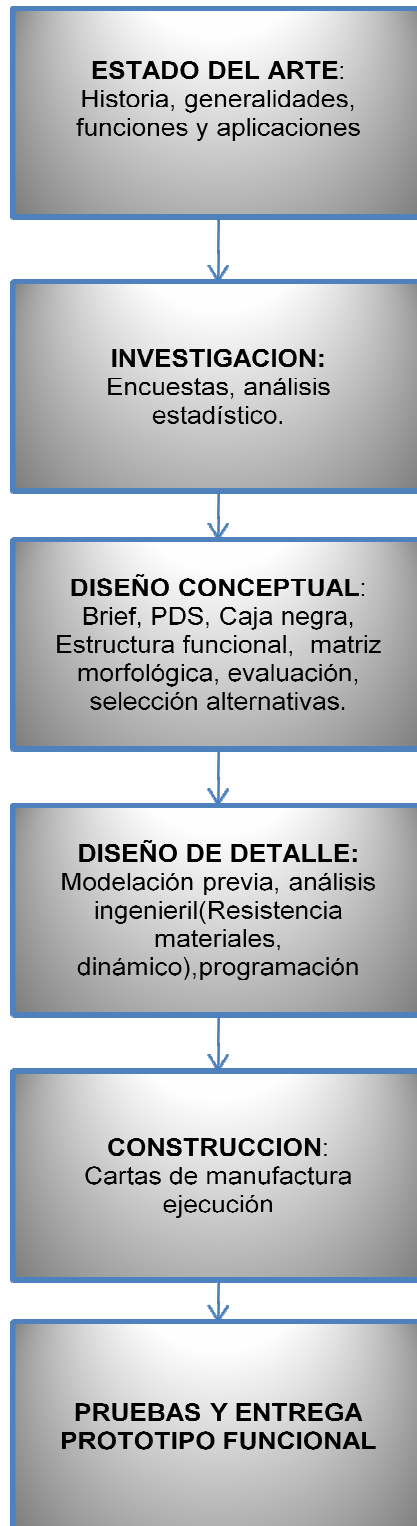 ESTADO DEL ARTE:
Historia, generalidades,
funciones y aplicaciones
INVESTIGACION:
Encuestas, análisis
estadístico.
DISEÑO CONCEPTUAL:
Brief, PDS, Caja negra,
Estructura funcional, matriz
morfológica, evaluación,
selección alternativas.
DISEÑO DE DETALLE:
Modelación previa, análisis
ingenieril(Resistencia
materiales,
dinámico),programación
CONSTRUCCION:
Cartas de manufactura
ejecución
PRUEBAS Y ENTREGA
PROTOTIPO FUNCIONAL